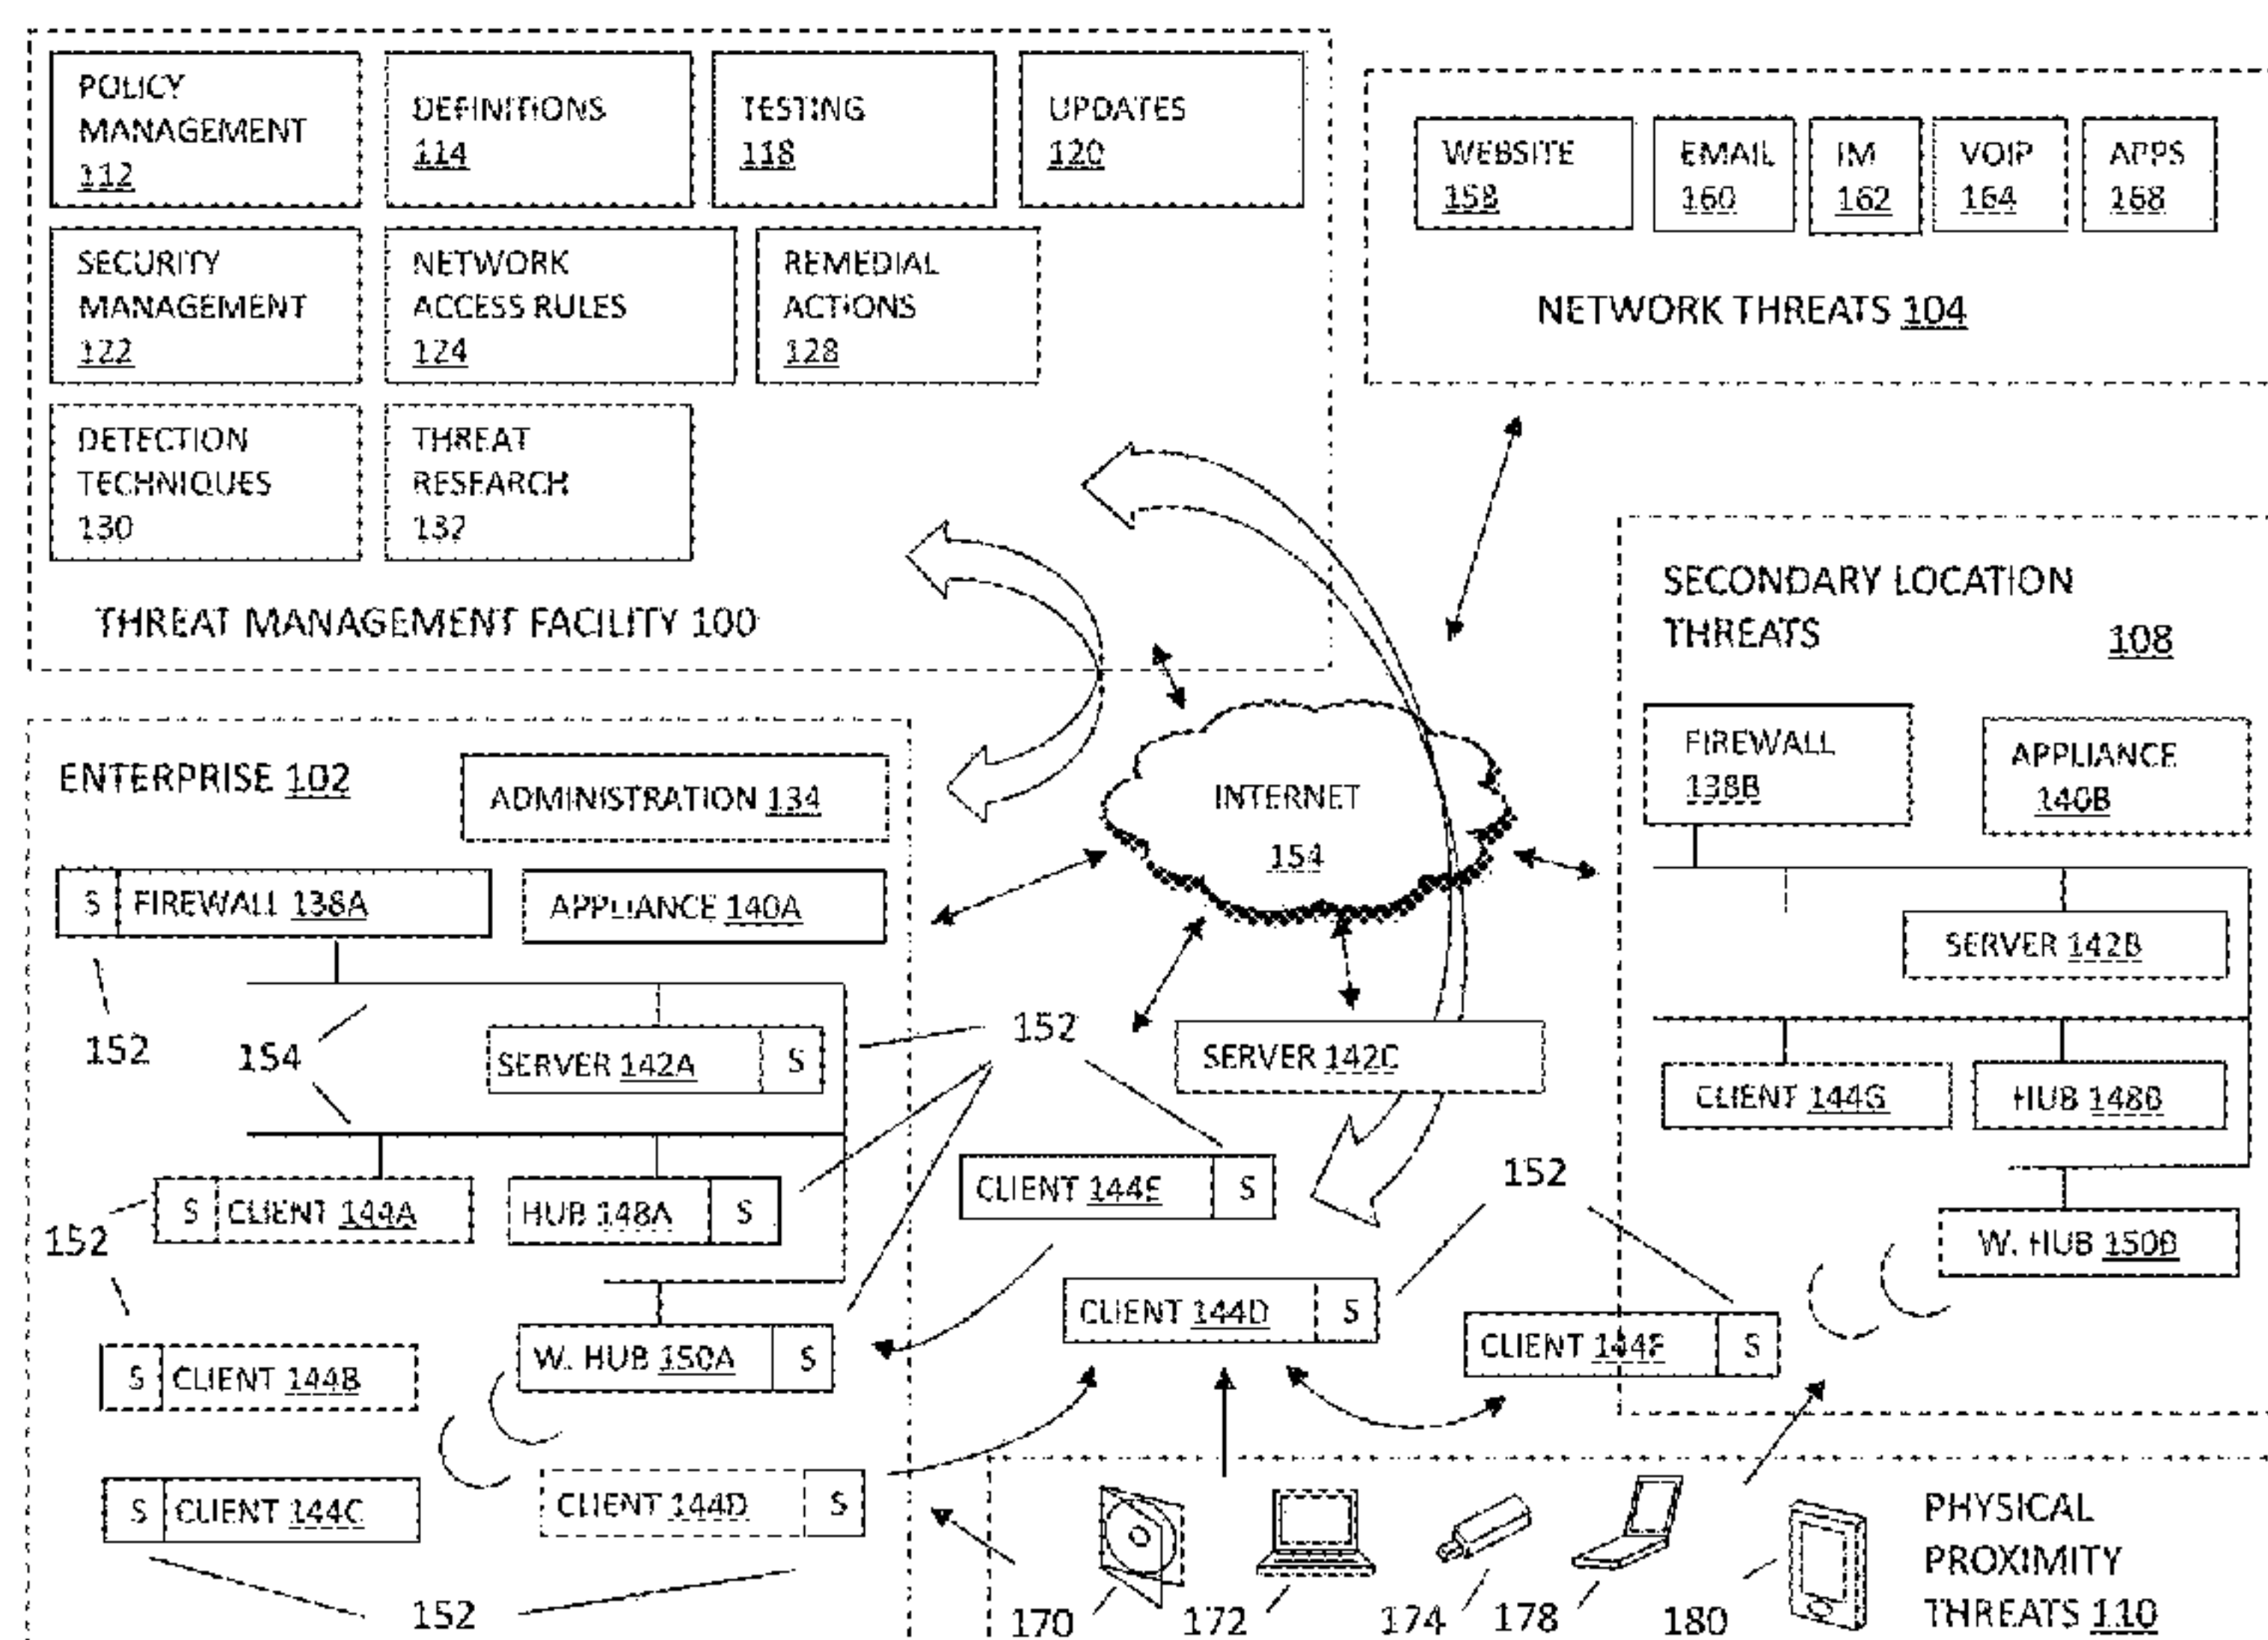 POLICY
MANAGEMENT
112
DEFINITIONS
114
TESTING
118
UPDATES
120
SECURITY
MANAGEMENT
122
NETWORK
ACCESS RULES
124
REMEDIAL
ACTIONS
128
DETECTION
TECHNIQUES
130
THREAT
RESEARCH
132
THREAT MANAGEMENT FACILITY 100
WEBSITE
158
EMAIL
160
IM
162
VOIP
164
APPS
168
NETWORK THREATS 104
SECONDARY LOCATION
THREATS
108
FIREWALL
138B
APPLIANCE
140B
SERVER 142B
CLIENT 144G
HUB 148B
W. HUB 150B
ENTERPRISE 102
ADMINISTRATION 134
S FIREWALL 138A
APPLIANCE 140A
152
154
SERVER 142A S
152
S CLIENT 144A
HUB 148A S
152
W. HUB 150A S
S CLIENT 144B
S CLIENT 144C
CLIENT 144D S
152
INTERNET
154
SERVER 142C
CLIENT 144E S
152
CLIENT 144D S
CLIENT 144F S
170
172
174
178
180
PHYSICAL
PROXIMITY
THREATS 110